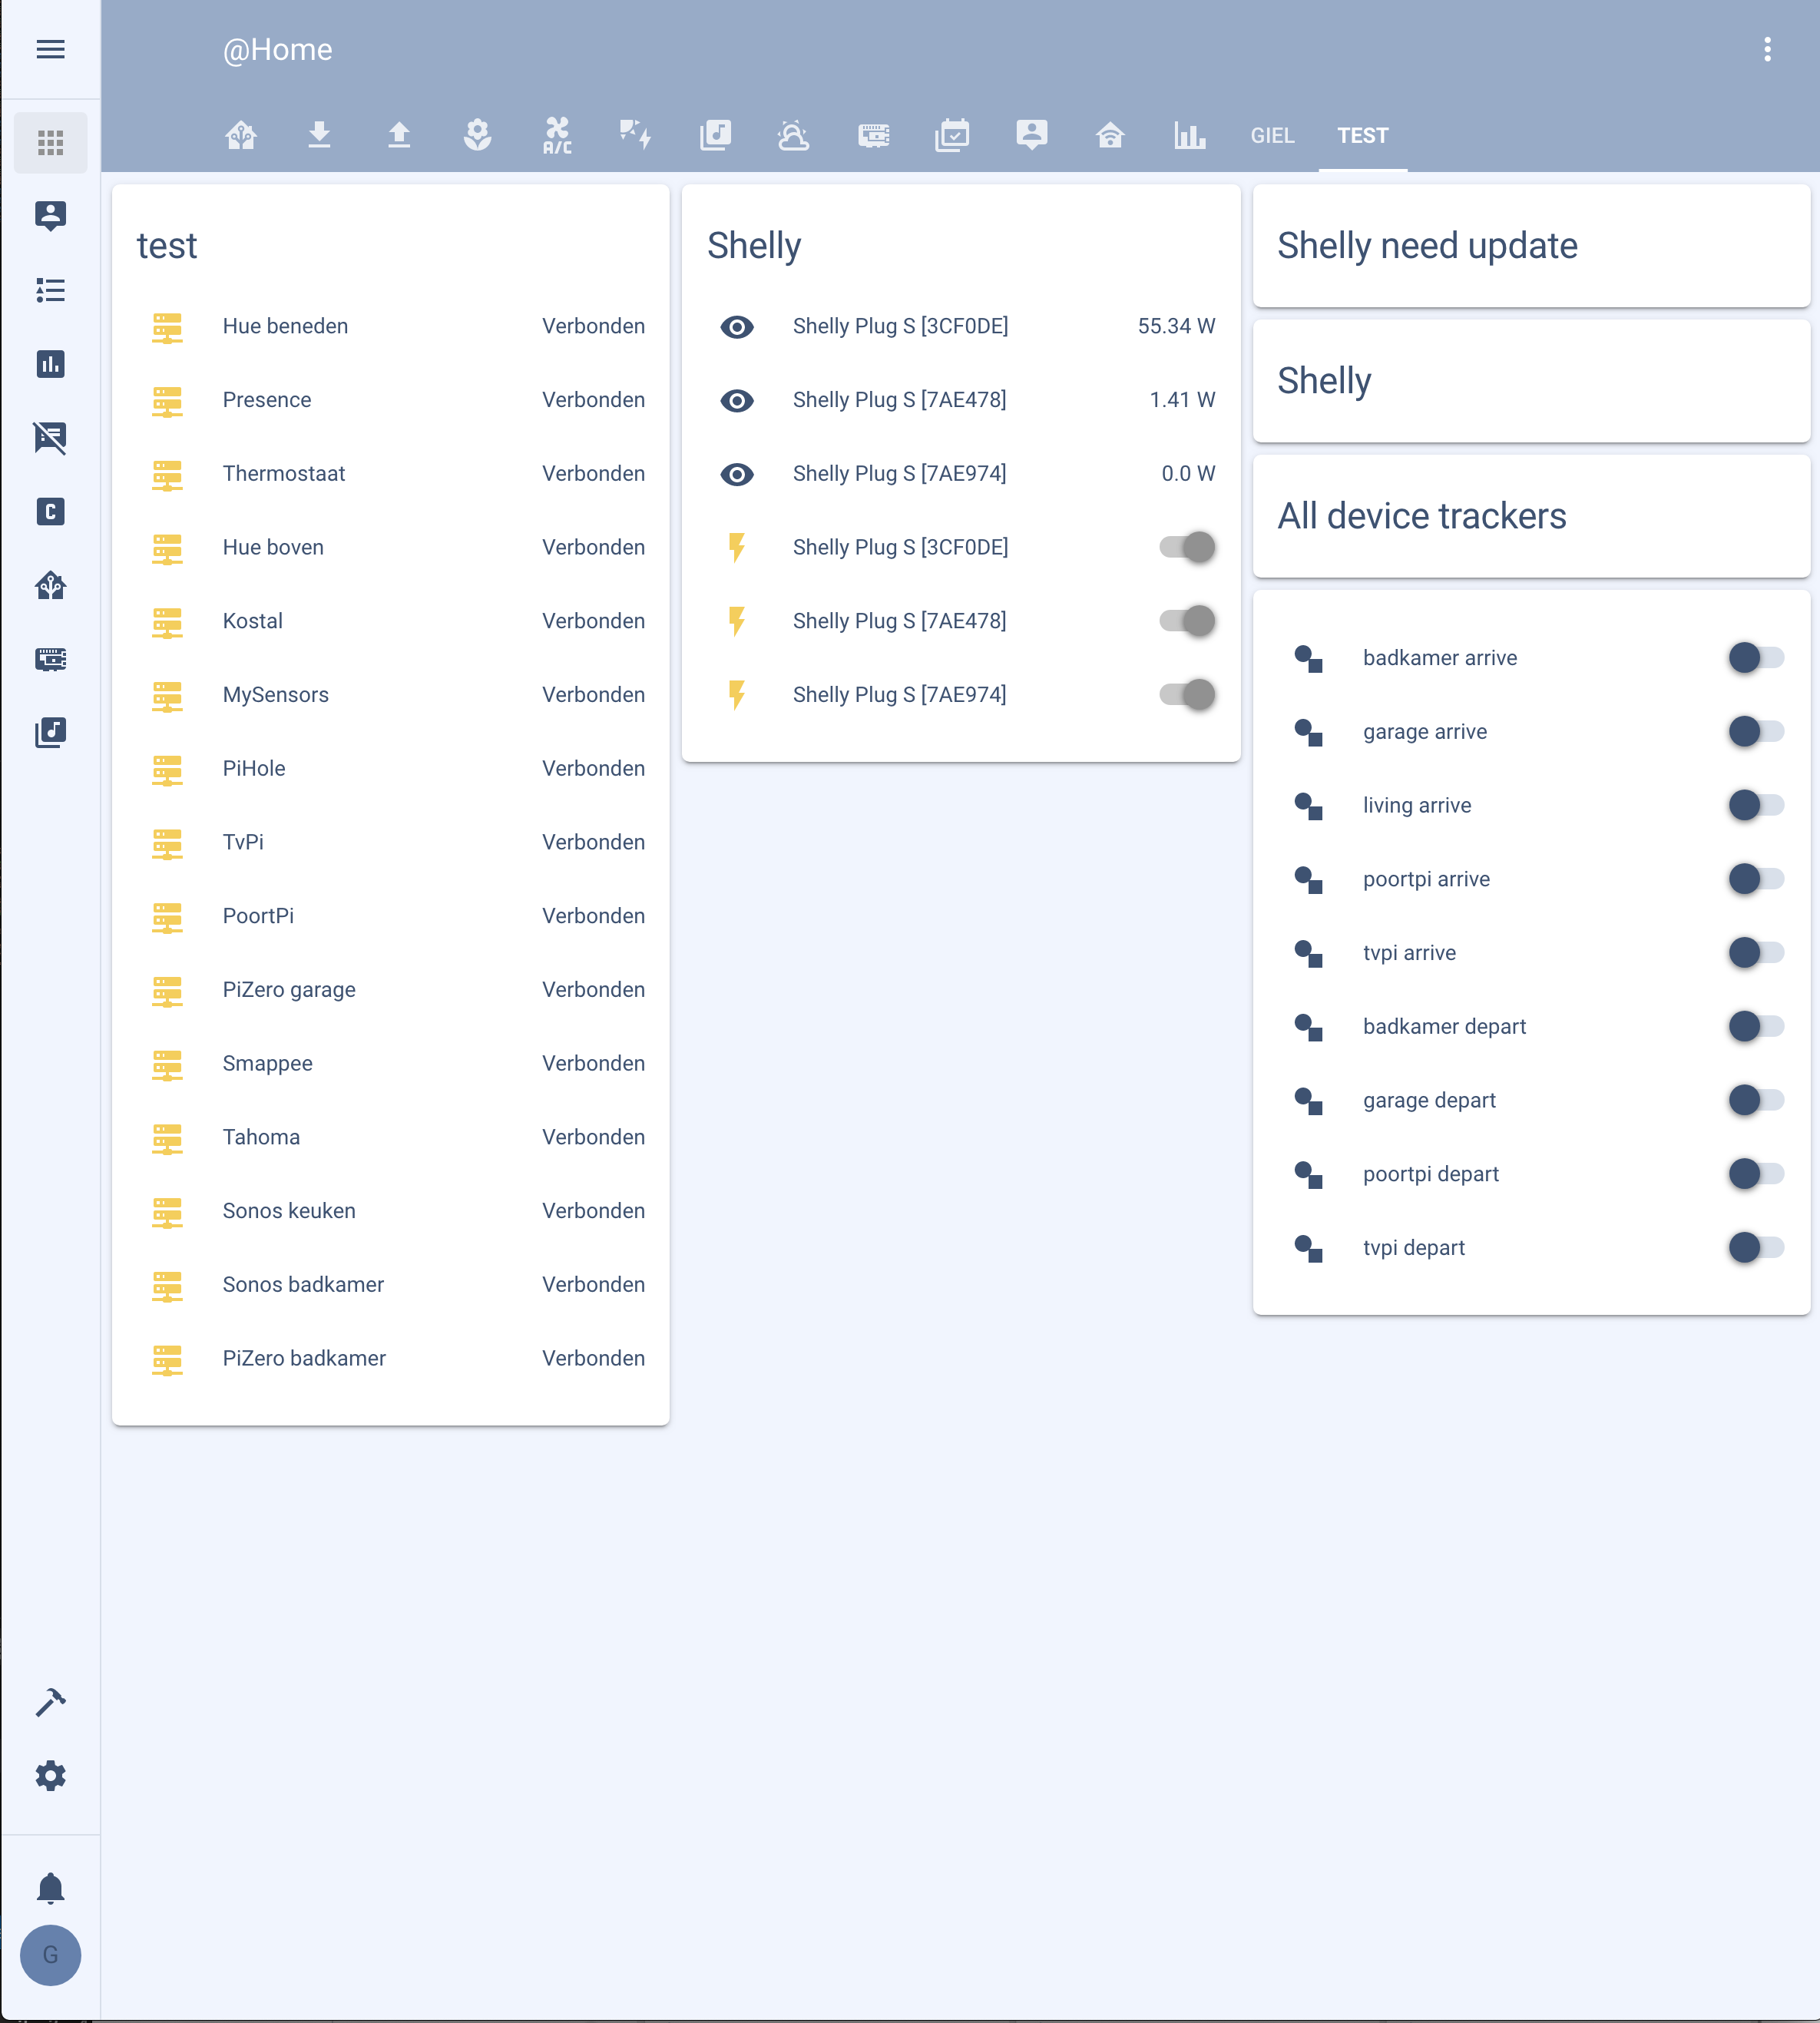 @Home
A/C
GIEL
TEST
test
Hue beneden Verbonden
Presence Verbonden
Thermostaat Verbonden
Hue boven Verbonden
Kostal Verbonden
MySensors Verbonden
PiHole Verbonden
TvPi Verbonden
PoortPi Verbonden
PiZero garage Verbonden
Smappee Verbonden
Tahoma Verbonden
Sonos keuken Verbonden
Sonos badkamer Verbonden
PiZero badkamer Verbonden
Shelly
Shelly Plug S [3CF0DE] 55.34 W
Shelly Plug S [7AE478] 1.41 W
Shelly Plug S [7AE974] 0.0 W
Shelly Plug S [3CF0DE]
Shelly Plug S [7AE478]
Shelly Plug S [7AE974]
Shelly need update
Shelly
All device trackers
badkamer arrive
garage arrive
living arrive
poortpi arrive
tvpi arrive
badkamer depart
garage depart
poortpi depart
tvpi depart
C
G